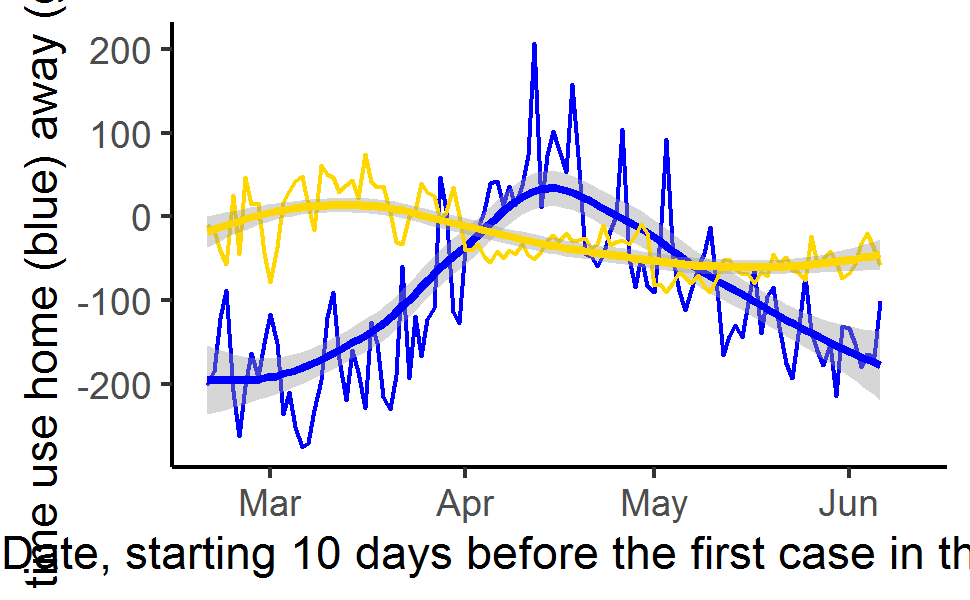 time use home (blue) away (
200
100
0
-100
-200
Mar Apr May Jun
Date, starting 10 days before the first case in th